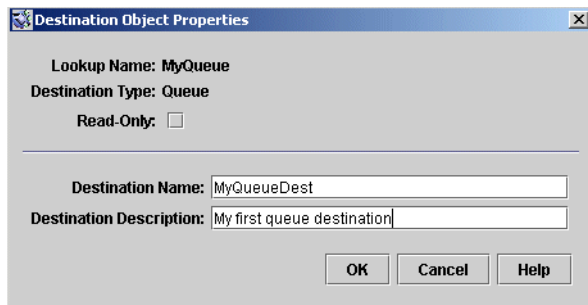 Destination Object Properties
Lookup Name: MyQueue
Destination Type: Queue
Read-Only:
Destination Name: MyQueueDest
Destination Description: My first queue destination
OK Cancel Help